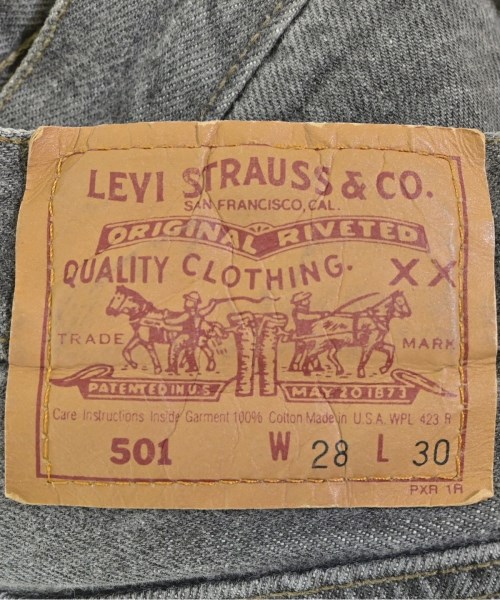 LEVI STRAUSS & CO.
SAN FRANCISCO, CAL.
ORIGINAL RIVETED
QUALITY CLOTHING. XX
TRADE MARK
PATENTED IN U.S. MAY 20 1873
Care Instructions Inside Garment 100% Cotton Made in U.S.A. WPL 423 R
501 W 28 L 30
PXR 1R